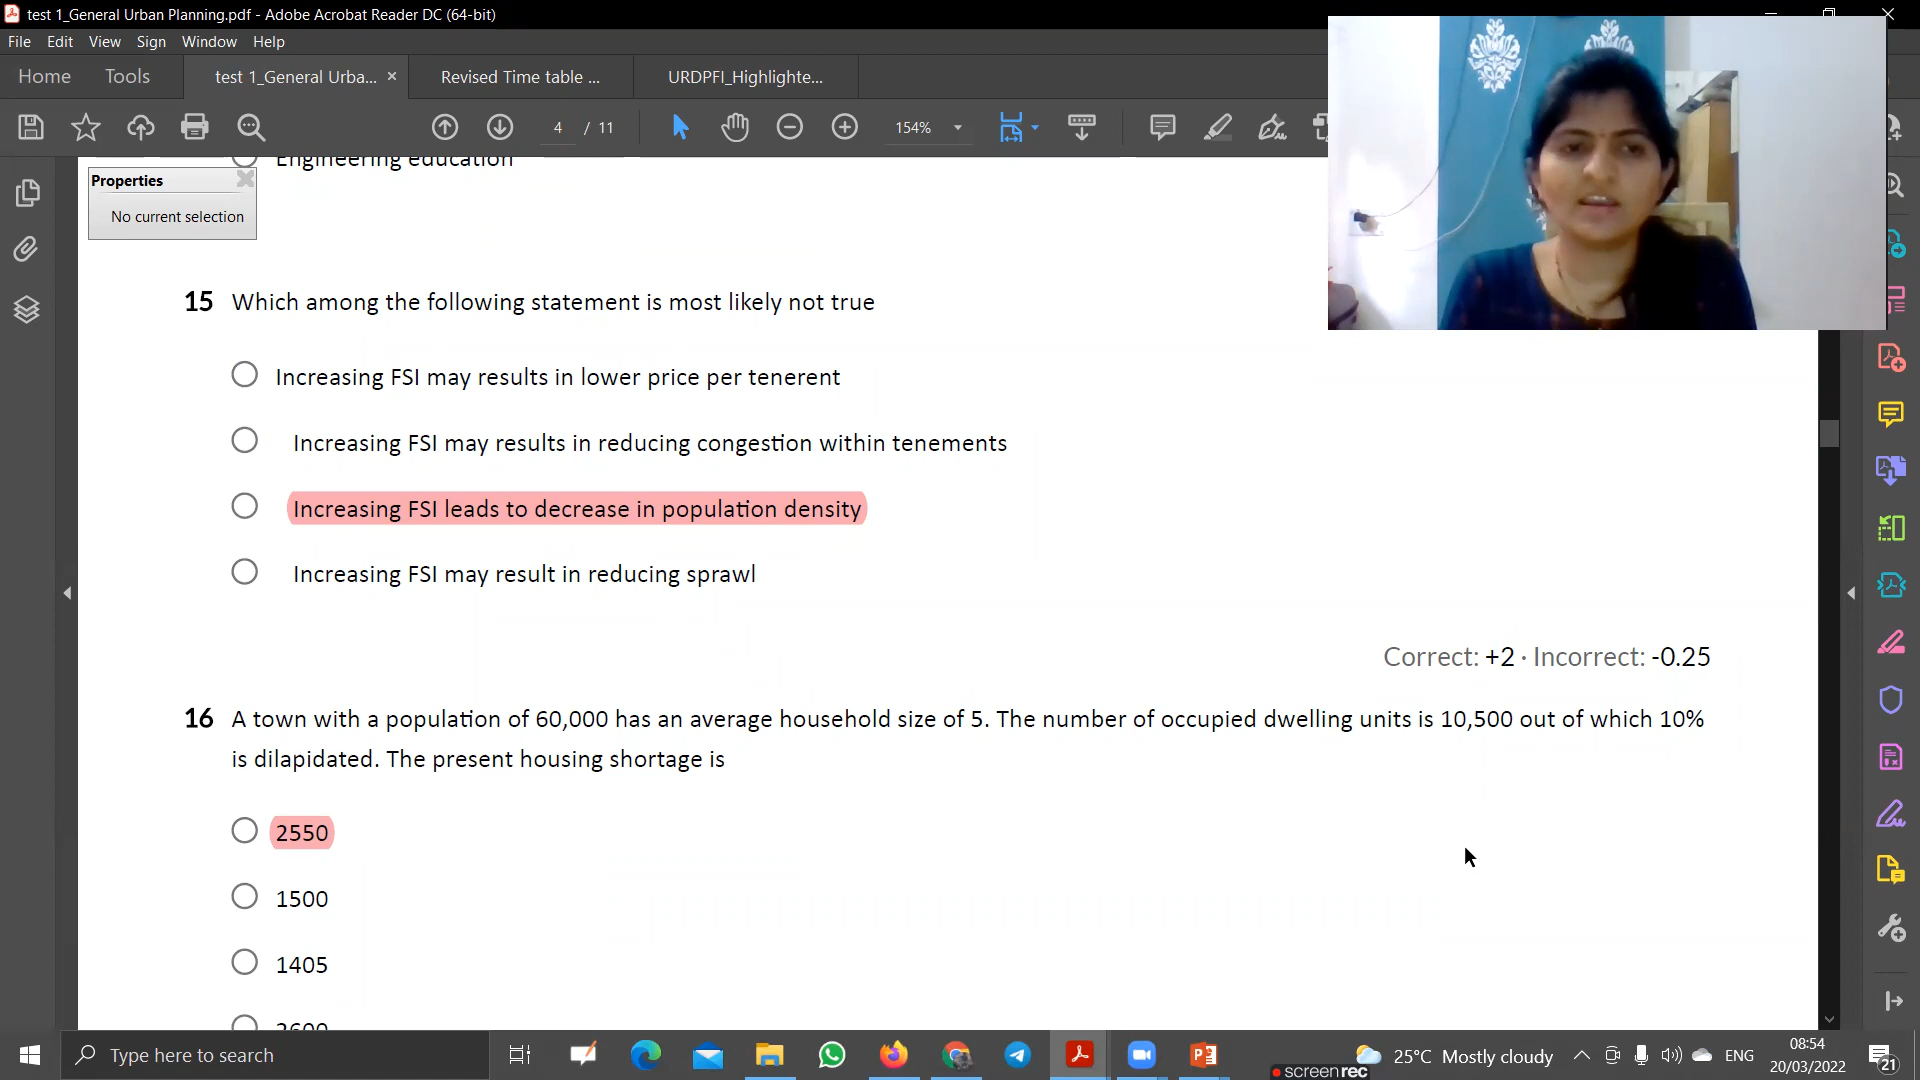 test 1_General Urban Planning.pdf - Adobe Acrobat Reader DC (64-bit)
File Edit View Sign Window Help
Home Tools test 1_General Urba... × Revised Time table ... URDPFI_Highlighte...
4 / 11 154%
Engineering education
Properties
No current selection
15 Which among the following statement is most likely not true
Increasing FSI may results in lower price per tenerent
Increasing FSI may results in reducing congestion within tenements
Increasing FSI leads to decrease in population density
Increasing FSI may result in reducing sprawl
Correct: +2 · Incorrect: -0.25
16 A town with a population of 60,000 has an average household size of 5. The number of occupied dwelling units is 10,500 out of which 10%
is dilapidated. The present housing shortage is
2550
1500
1405
Type here to search
25°C Mostly cloudy
ENG
08:54
20/03/2022
21
screenrec